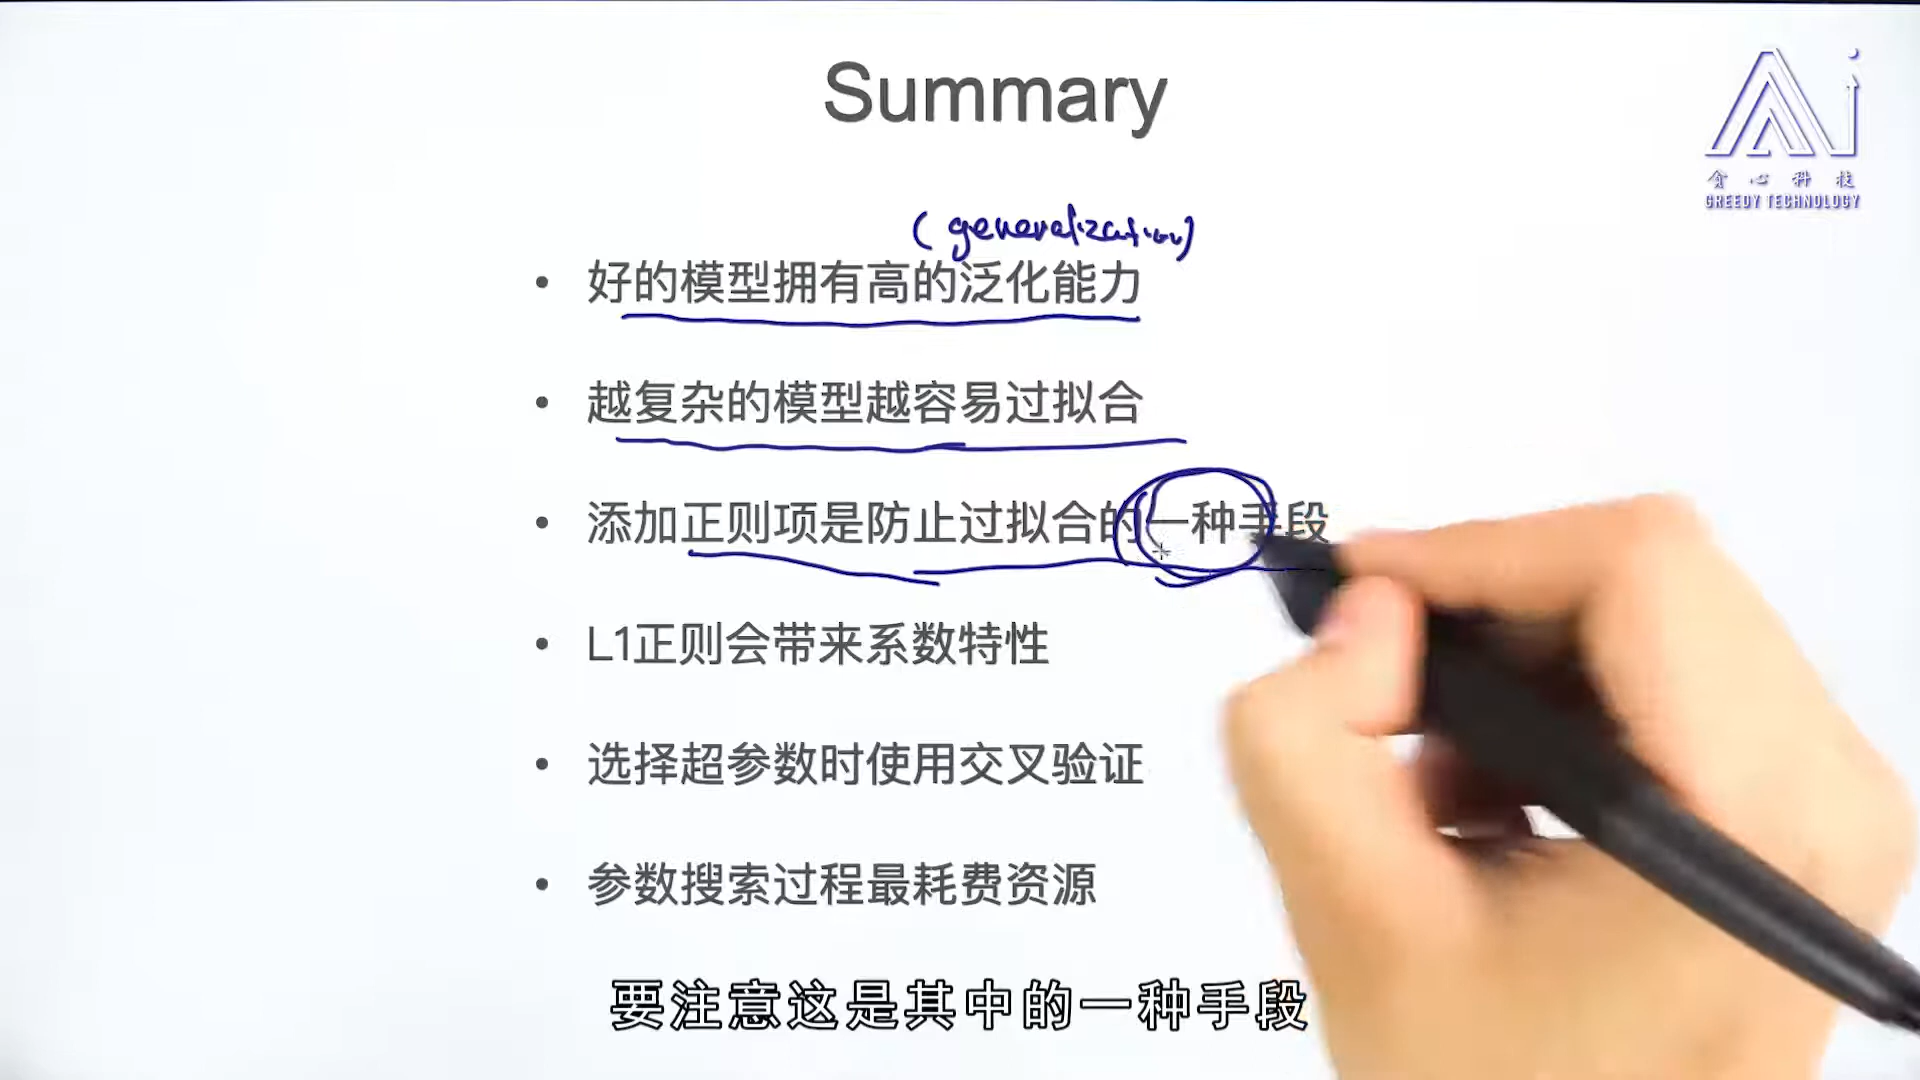 Summary
贪心科技
GREEDY TECHNOLOGY
(generalization)
• 好的模型拥有高的泛化能力
• 越复杂的模型越容易过拟合
• 添加正则项是防止过拟合的一种手段
• L1正则会带来系数特性
• 选择超参数时使用交叉验证
• 参数搜索过程最耗费资源
要注意这是其中的一种手段